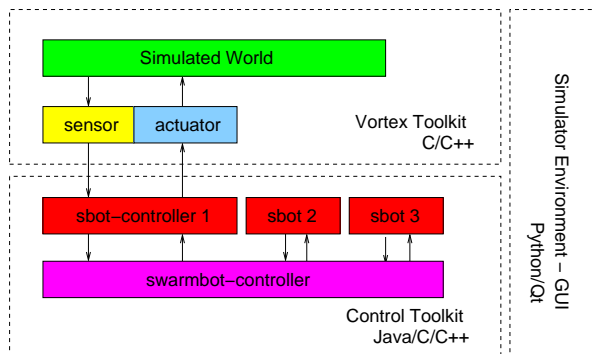 Simulated World
sensor
actuator
Vortex Toolkit
C/C++
sbot−controller 1
sbot 2
sbot 3
swarmbot−controller
Control Toolkit
Java/C/C++
Simulator Environment − GUI
Python/Qt